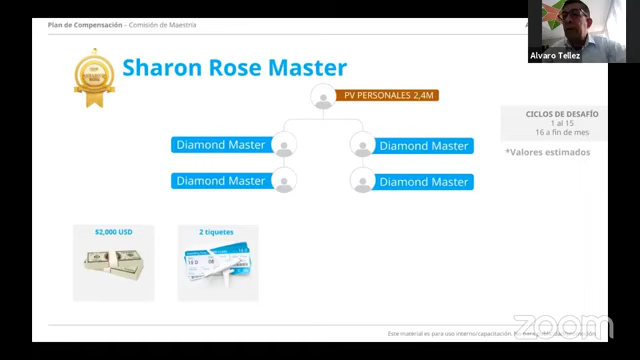 Plan de Compensación – Comisión de Maestría
Sharon Rose Master
PV PERSONALES 2,4M
Diamond Master
Diamond Master
Diamond Master
Diamond Master
CICLOS DE DESAFÍO
1 al 15
16 a fin de mes
*Valores estimados
$2,000 USD
2 tiquetes
Alvaro Tellez
Este material es para uso interno/capacitación.
zoom